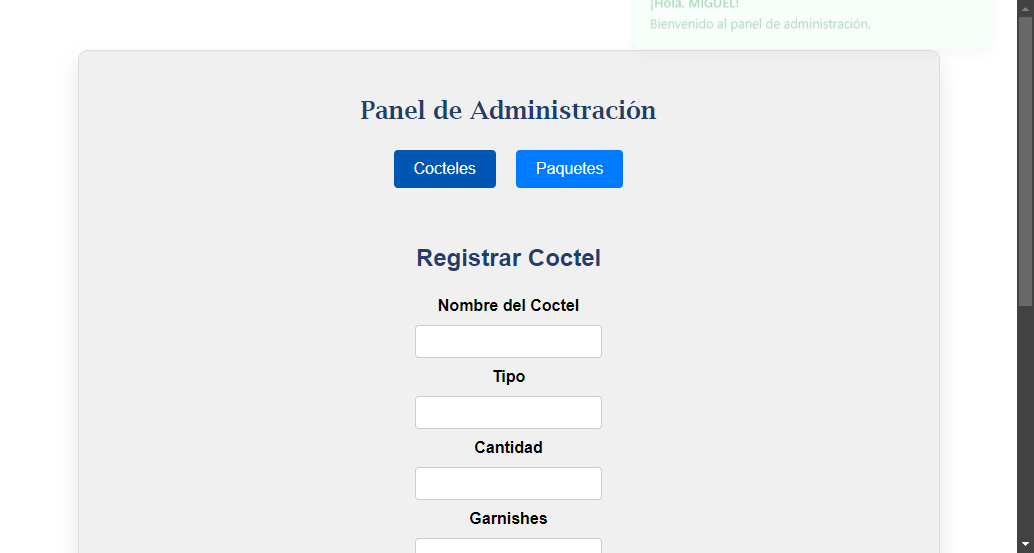 ¡Hola, MIGUEL!
Bienvenido al panel de administración.
Panel de Administración
Cocteles
Paquetes
Registrar Coctel
Nombre del Coctel
Tipo
Cantidad
Garnishes